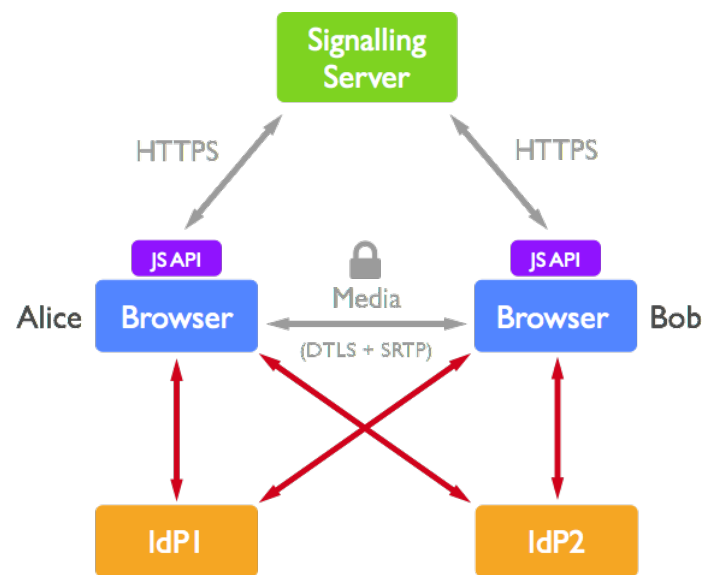 Signalling
Server
HTTPS
HTTPS
JS API
JS API
Media
Alice
Browser
Browser
Bob
(DTLS + SRTP)
IdP1
IdP2